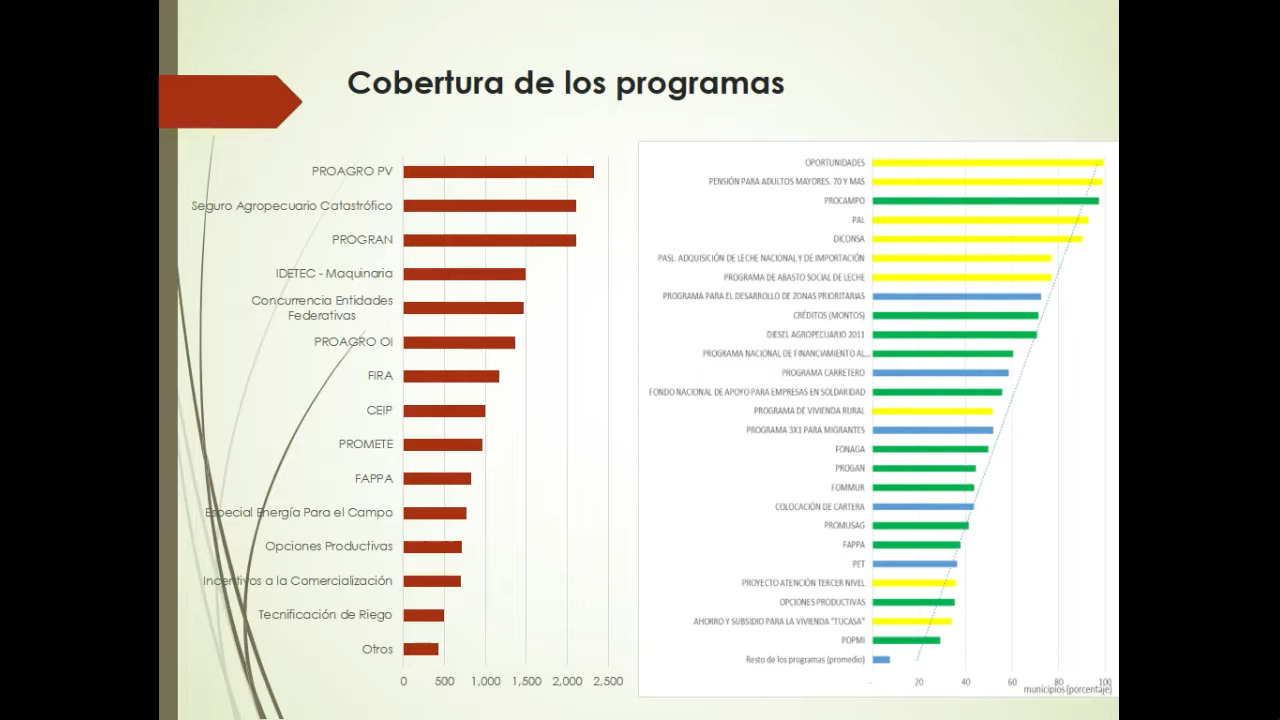 Cobertura de los programas
PROAGRO PV
Seguro Agropecuario Catastrófico
PROGRAN
IDETEC - Maquinaria
Concurrencia Entidades
Federativas
PROAGRO OI
FIRA
CEIP
PROMETE
FAPPA
Especial Energía Para el Campo
Opciones Productivas
Incentivos a la Comercialización
Tecnificación de Riego
Otros
0 500 1,000 1,500 2,000 2,500
OPORTUNIDADES
PENSIÓN PARA ADULTOS MAYORES. 70 Y MAS
PROCAMPO
PAL
DICONSA
PASL. ADQUISICIÓN DE LECHE NACIONAL Y DE IMPORTACIÓN
PROGRAMA DE ABASTO SOCIAL DE LECHE
PROGRAMA PARA EL DESARROLLO DE ZONAS PRIORITARIAS
CRÉDITOS (MONTOS)
DIESEL AGROPECUARIO 2011
PROGRAMA NACIONAL DE FINANCIAMIENTO AL...
PROGRAMA CARRETERO
FONDO NACIONAL DE APOYO PARA EMPRESAS EN SOLDARIDAD
PROGRAMA DE VIVIENDA RURAL
PROGRAMA 3X1 PARA MIGRANTES
FONAGA
PROGAN
FOMMUR
COLOCACIÓN DE CARTERA
PROMUSAG
FAPPA
PET
PROYECTO ATENCIÓN TERCER NIVEL
OPCIONES PRODUCTIVAS
AHORRO Y SUBSIDIO PARA LA VIVIENDA "TUCASA"
POPMI
Resto de los programas (promedio)
- 20 40 60 80 100
municipios (porcentaje)